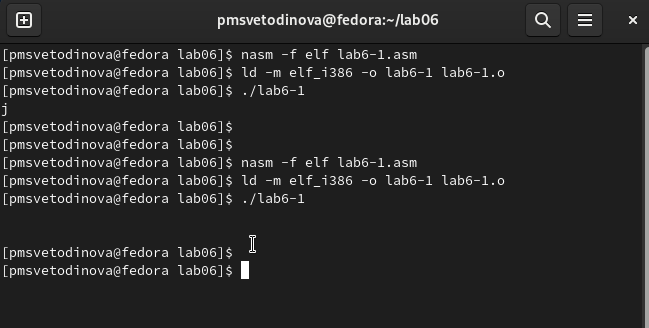 pmsvetodinova@fedora:~/lab06
[pmsvetodinova@fedora lab06]$ nasm -f elf lab6-1.asm
[pmsvetodinova@fedora lab06]$ ld -m elf_i386 -o lab6-1 lab6-1.o
[pmsvetodinova@fedora lab06]$ ./lab6-1
j
[pmsvetodinova@fedora lab06]$
[pmsvetodinova@fedora lab06]$
[pmsvetodinova@fedora lab06]$ nasm -f elf lab6-1.asm
[pmsvetodinova@fedora lab06]$ ld -m elf_i386 -o lab6-1 lab6-1.o
[pmsvetodinova@fedora lab06]$ ./lab6-1
[pmsvetodinova@fedora lab06]$
[pmsvetodinova@fedora lab06]$